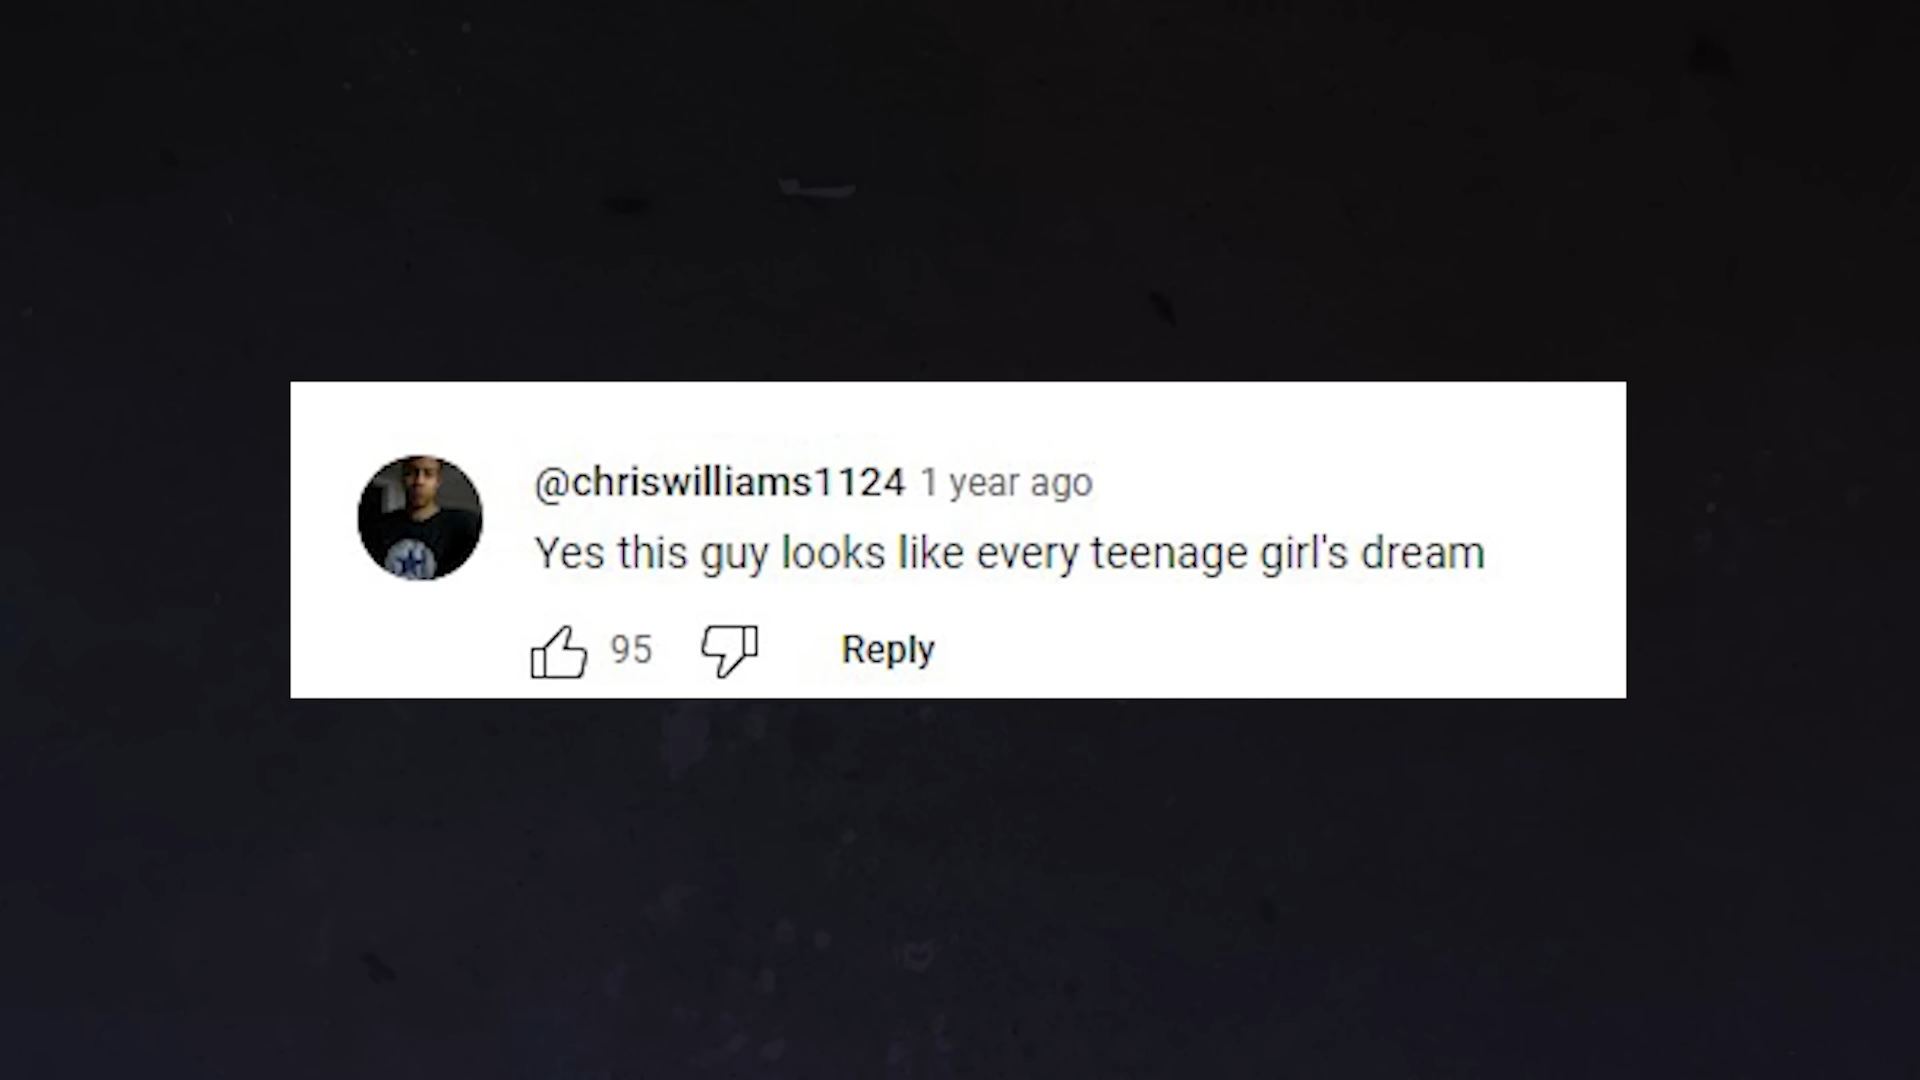 @chriswilliams1124 1 year ago
Yes this guy looks like every teenage girl's dream
95 Reply